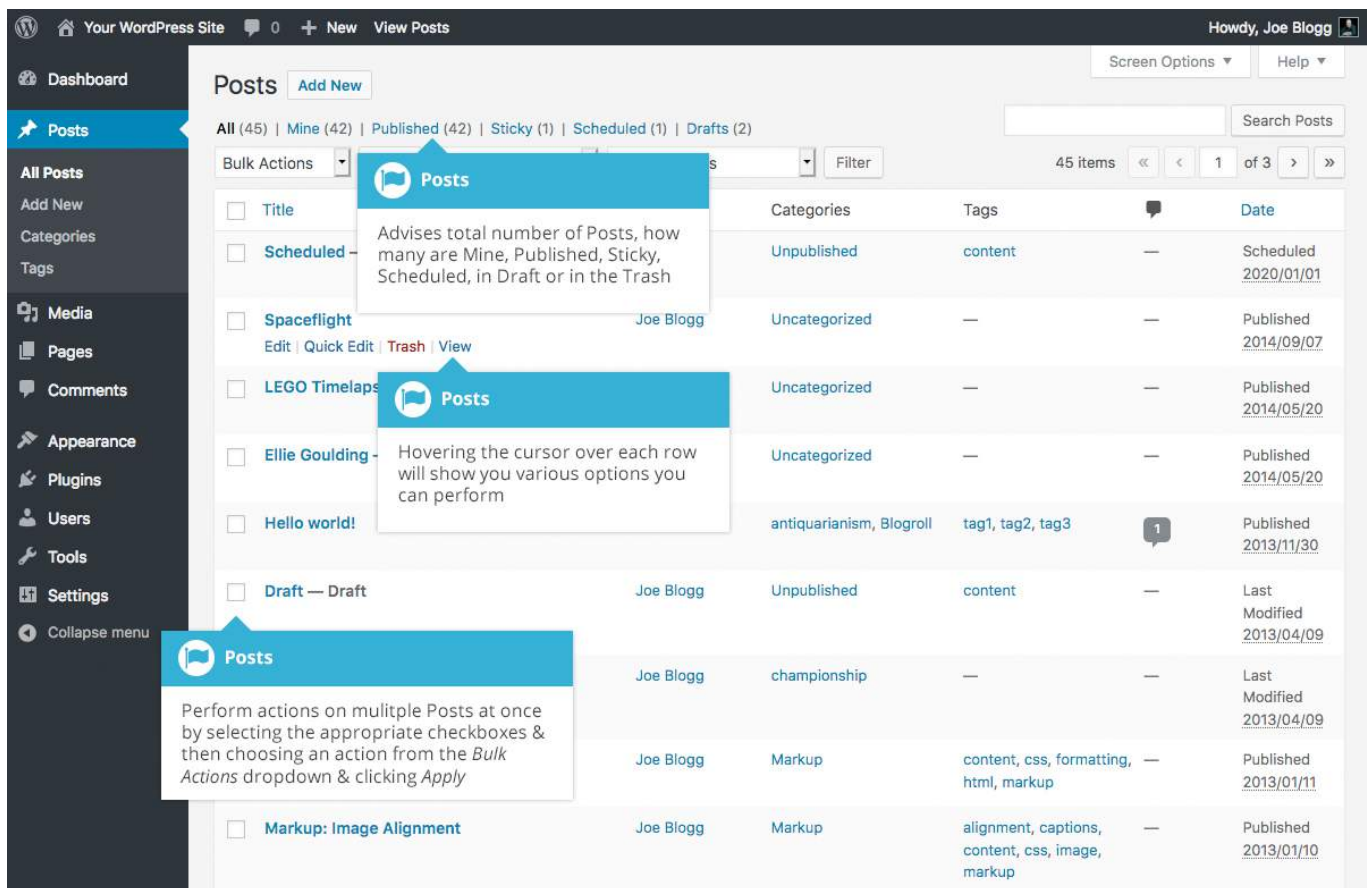 Your WordPress Site 0 + New View Posts Howdy, Joe Blogg
Screen Options ▼ Help ▼
Dashboard
Posts
All Posts
Add New
Categories
Tags
Media
Pages
Comments
Appearance
Plugins
Users
Tools
Settings
Collapse menu
Posts Add New
All (45) | Mine (42) | Published (42) | Sticky (1) | Scheduled (1) | Drafts (2)
Search Posts
Bulk Actions s Filter 45 items « ‹ 1 of 3 › »
Posts
Advises total number of Posts, how
many are Mine, Published, Sticky,
Scheduled, in Draft or in the Trash
Title Categories Tags Date
Scheduled — Unpublished content — Scheduled
2020/01/01
Spaceflight Joe Blogg Uncategorized — — Published
Edit | Quick Edit | Trash | View 2014/09/07
Posts
Hovering the cursor over each row
will show you various options you
can perform
LEGO Timelaps Uncategorized — — Published
2014/05/20
Ellie Goulding - Uncategorized — — Published
2014/05/20
Hello world! antiquarianism, Blogroll tag1, tag2, tag3 1 Published
2013/11/30
Draft — Draft Joe Blogg Unpublished content — Last
Modified
2013/04/09
Posts
Perform actions on mulitple Posts at once
by selecting the appropriate checkboxes &
then choosing an action from the Bulk
Actions dropdown & clicking Apply
Joe Blogg championship — — Last
Modified
2013/04/09
Joe Blogg Markup content, css, formatting, — Published
html, markup 2013/01/11
Markup: Image Alignment Joe Blogg Markup alignment, captions, — Published
content, css, image, 2013/01/10
markup